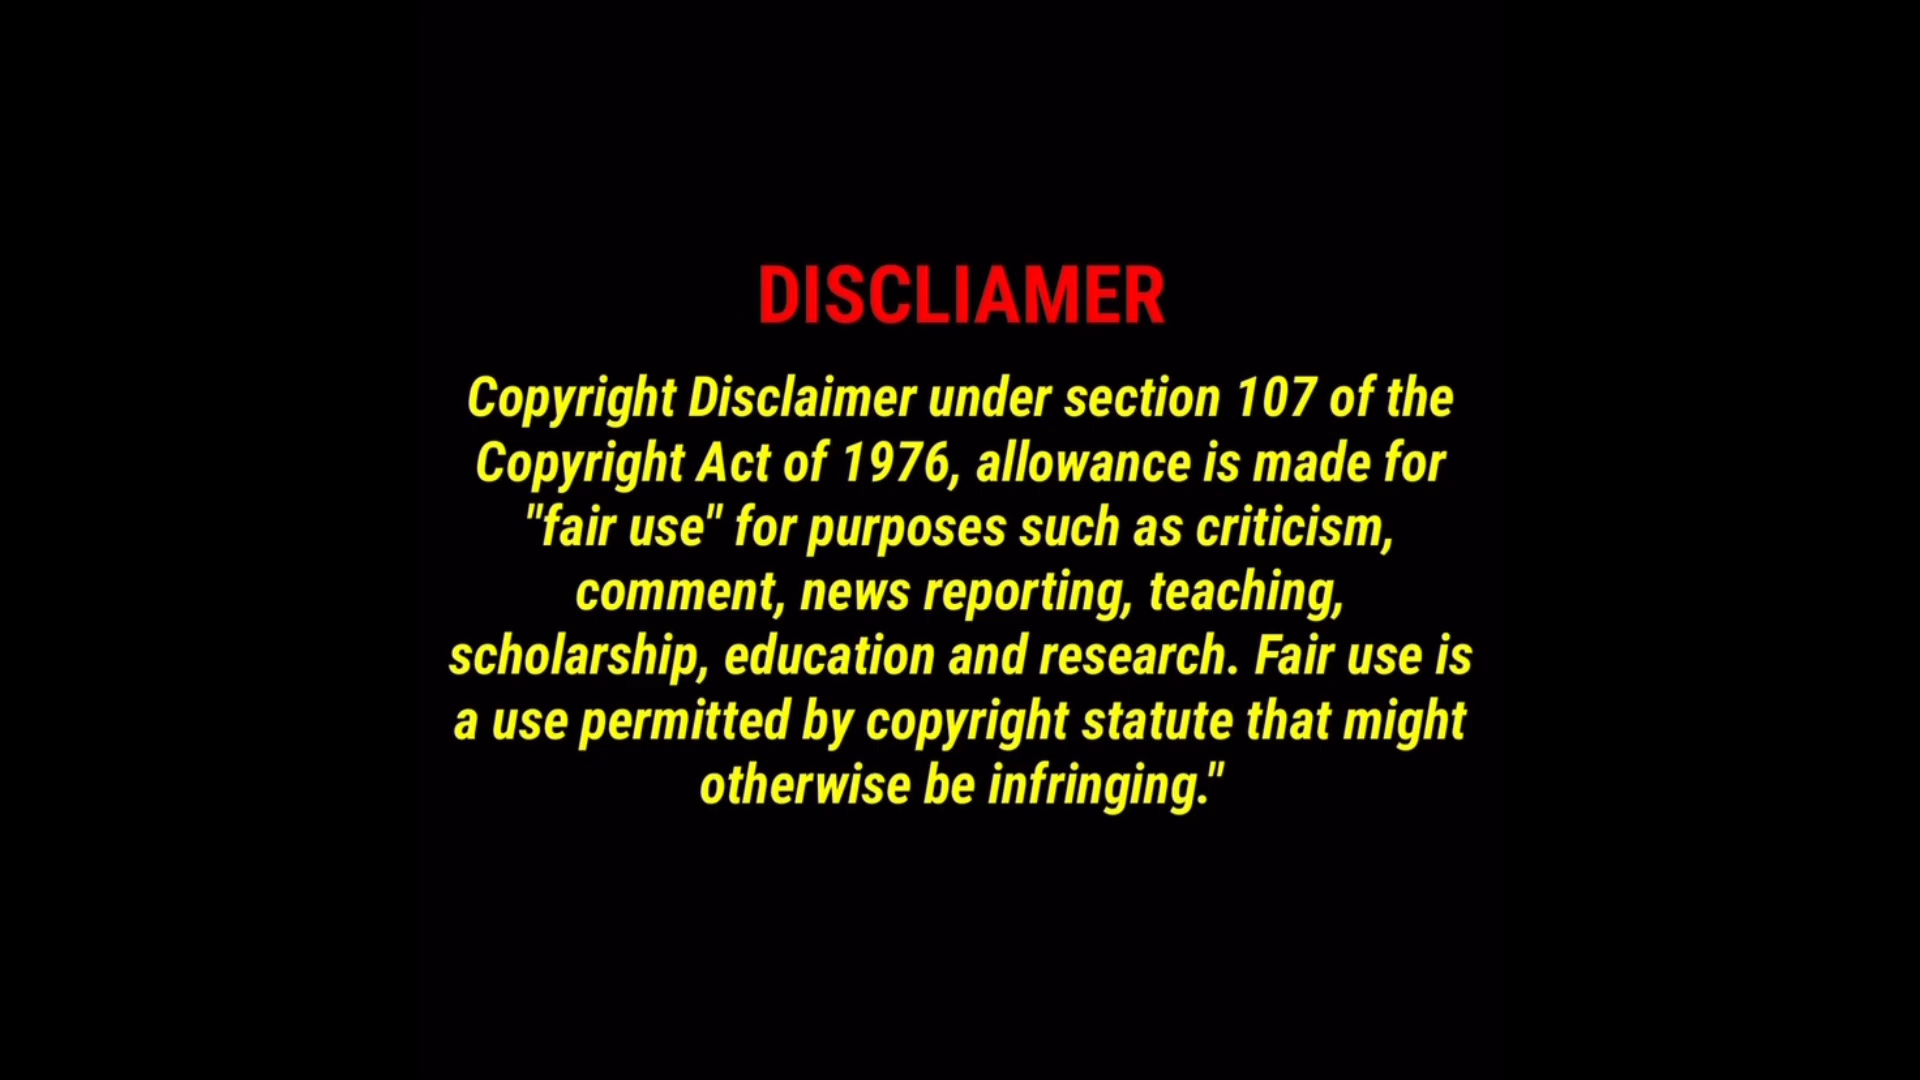 DISCLIAMER
Copyright Disclaimer under section 107 of the
Copyright Act of 1976, allowance is made for
"fair use" for purposes such as criticism,
comment, news reporting, teaching,
scholarship, education and research. Fair use is
a use permitted by copyright statute that might
otherwise be infringing."